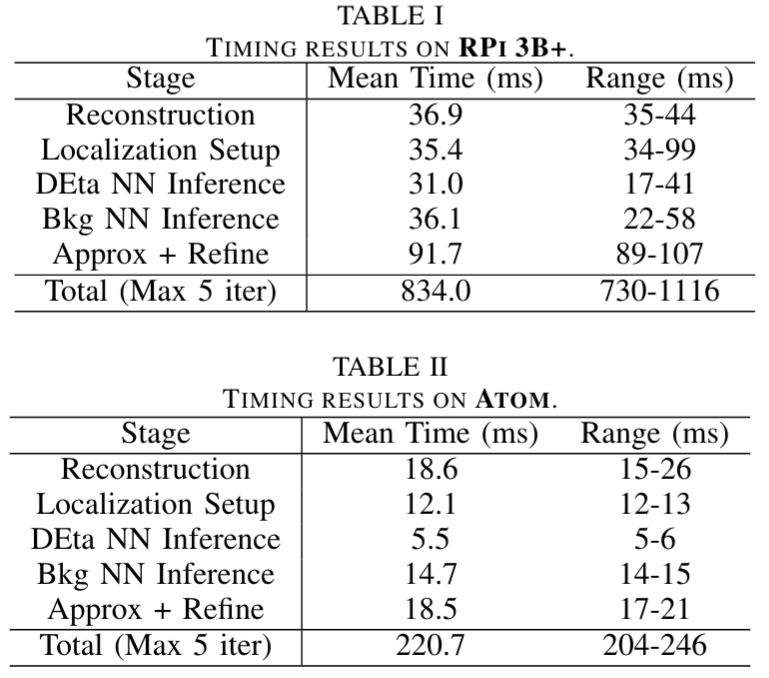 TABLE I
TIMING RESULTS ON RPI 3B+.
Stage Mean Time (ms) Range (ms)
Reconstruction 36.9 35-44
Localization Setup 35.4 34-99
DEta NN Inference 31.0 17-41
Bkg NN Inference 36.1 22-58
Approx + Refine 91.7 89-107
Total (Max 5 iter) 834.0 730-1116
TABLE II
TIMING RESULTS ON ATOM.
Stage Mean Time (ms) Range (ms)
Reconstruction 18.6 15-26
Localization Setup 12.1 12-13
DEta NN Inference 5.5 5-6
Bkg NN Inference 14.7 14-15
Approx + Refine 18.5 17-21
Total (Max 5 iter) 220.7 204-246